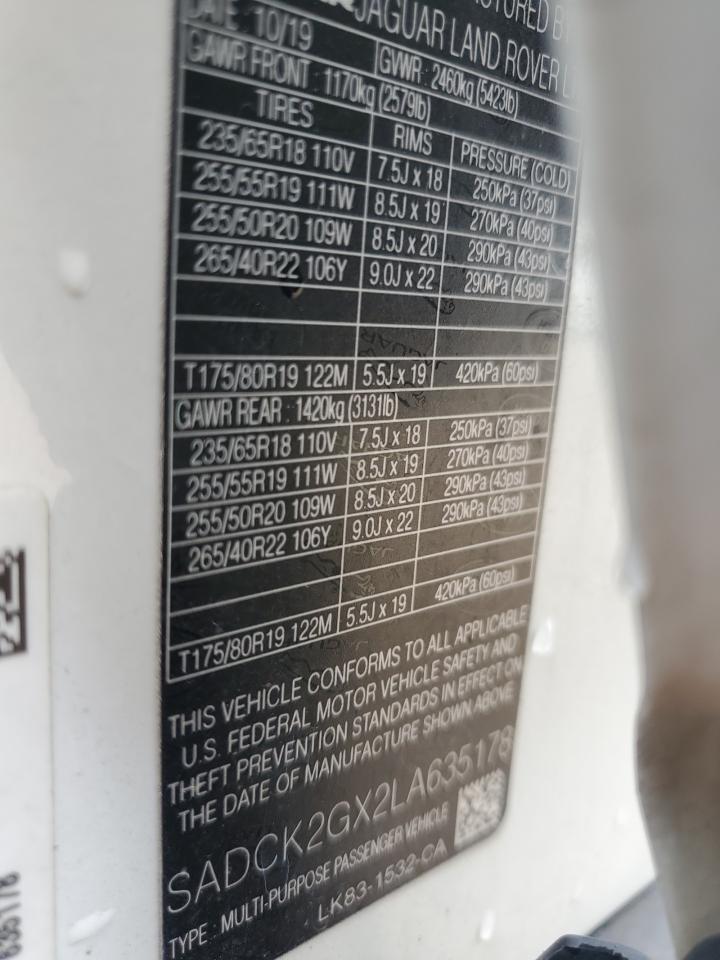 DATE: 10/19
JAGUAR LAND ROVER
GAWR FRONT : 1170kg (2579lb)
GVWR : 2460kg (5423lb)
TIRES RIMS PRESSURE (COLD)
235/65R18 110V 7.5J x 18 250kPa (37psi)
255/55R19 111W 8.5J x 19 270kPa (40psi)
255/50R20 109W 8.5J x 20 290kPa (43psi)
265/40R22 106Y 9.0J x 22 290kPa (43psi)
T175/80R19 122M 5.5J x 19 420kPa (60psi)
GAWR REAR : 1420kg (3131lb)
235/65R18 110V 7.5J x 18 250kPa (37psi)
255/55R19 111W 8.5J x 19 270kPa (40psi)
255/50R20 109W 8.5J x 20 290kPa (43psi)
265/40R22 106Y 9.0J x 22 290kPa (43psi)
T175/80R19 122M 5.5J x 19 420kPa (60psi)
THIS VEHICLE CONFORMS TO ALL APPLICABLE
U.S. FEDERAL MOTOR VEHICLE SAFETY AND
THEFT PREVENTION STANDARDS IN EFFECT ON
THE DATE OF MANUFACTURE SHOWN ABOVE
SADCK2GX2LA635178
TYPE : MULTI-PURPOSE PASSENGER VEHICLE
LK83-1532-CA